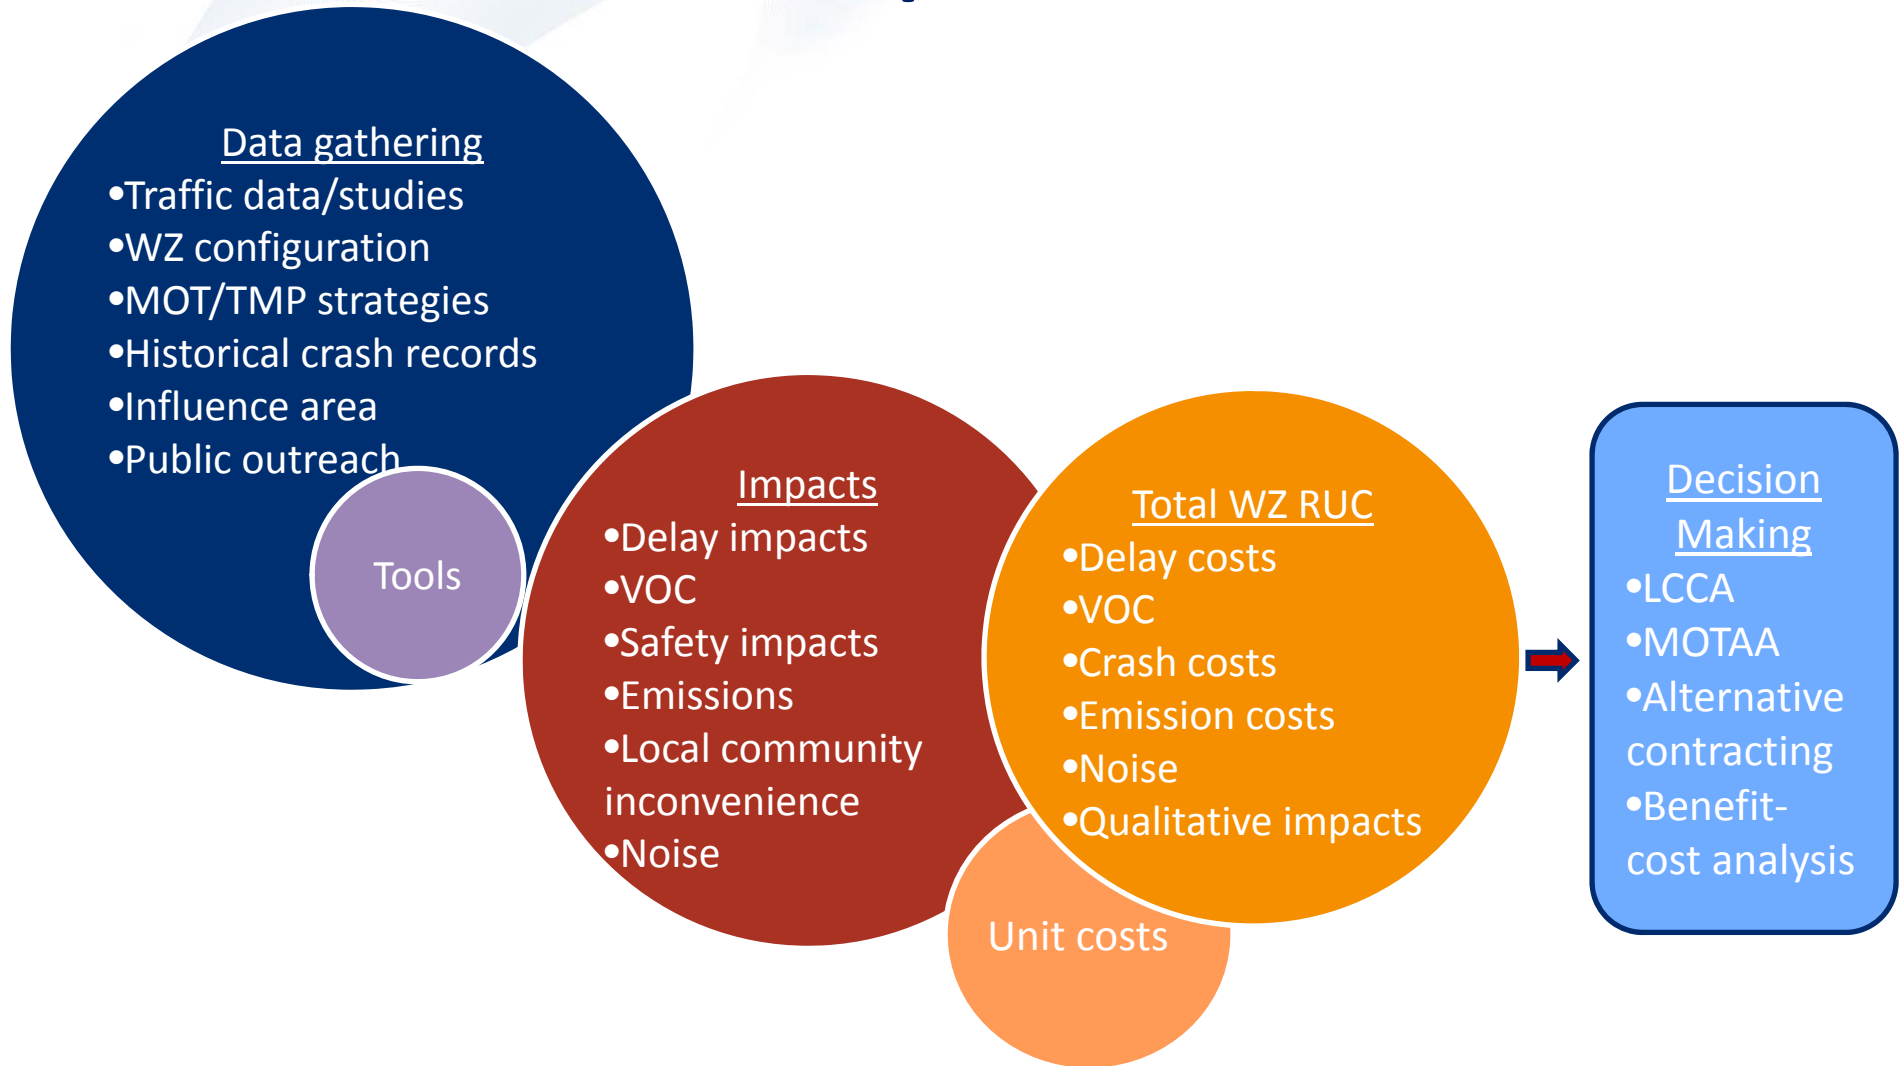 Data gathering
•Traffic data/studies
•WZ configuration
•MOT/TMP strategies
•Historical crash records
•Influence area
•Public outreach
Tools
Impacts
•Delay impacts
•VOC
•Safety impacts
•Emissions
•Local community
inconvenience
•Noise
Total WZ RUC
•Delay costs
•VOC
•Crash costs
•Emission costs
•Noise
•Qualitative impacts
Unit costs
Decision
Making
•LCCA
•MOTAA
•Alternative
contracting
•Benefit-
cost analysis